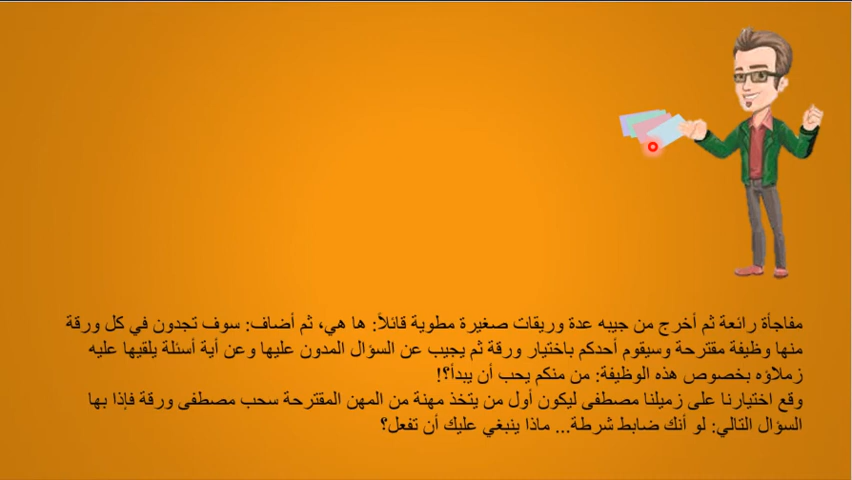 مفاجأة رائعة ثم أخرج من جيبه عدة وريقات صغيرة مطوية قائلاً: ها هي، ثم أضاف: سوف تجدون في كل ورقة
منها وظيفة مقترحة وسيقوم أحدكم باختيار ورقة ثم يجيب عن السؤال المدون عليها وعن أية أسئلة يلقيها عليه
زملاؤه بخصوص هذه الوظيفة: من منكم يحب أن يبدأ؟!
وقع اختيارنا على زميلنا مصطفى ليكون أول من يتخذ مهنة من المهن المقترحة سحب مصطفى ورقة فإذا بها
السؤال التالي: لو أنك ضابط شرطة... ماذا ينبغي عليك أن تفعل؟